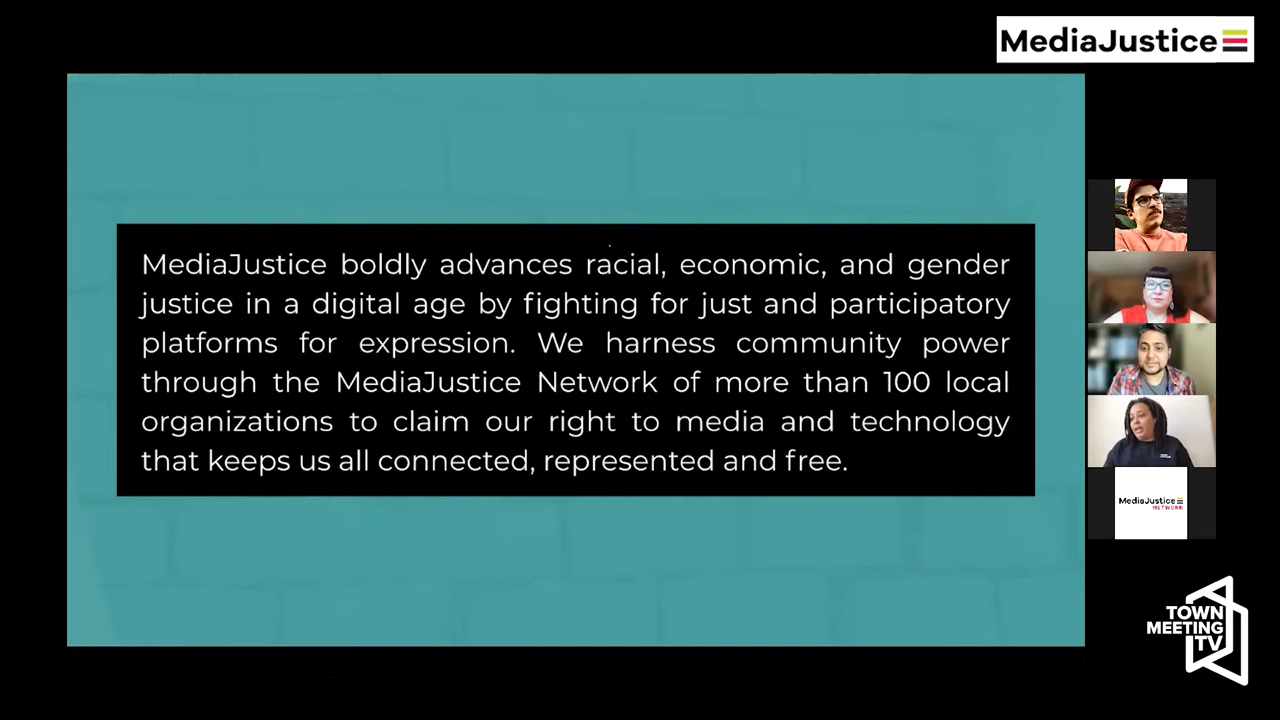 MediaJustice
MediaJustice boldly advances racial, economic, and gender
justice in a digital age by fighting for just and participatory
platforms for expression. We harness community power
through the MediaJustice Network of more than 100 local
organizations to claim our right to media and technology
that keeps us all connected, represented and free.
MediaJustice
NETWORK
TOWN
MEETING
TV